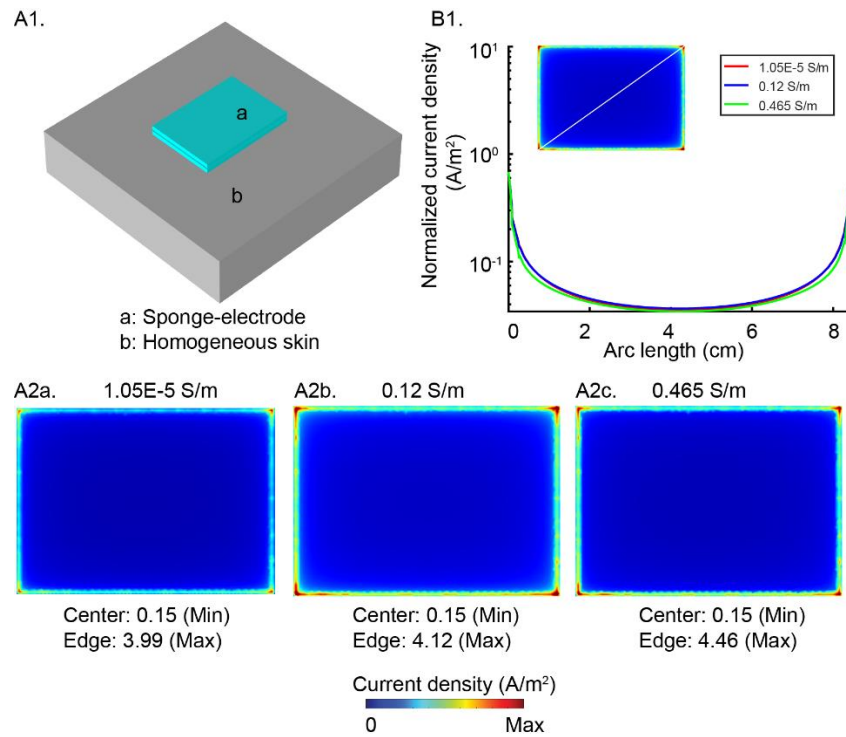 A1.
a
b
a: Sponge-electrode
b: Homogeneous skin
B1.
Normalized current density
(A/m²)
10¹
10⁰
10⁻¹
1.05E-5 S/m
0.12 S/m
0.465 S/m
0 2 4 6 8
Arc length (cm)
A2a. 1.05E-5 S/m
A2b. 0.12 S/m
A2c. 0.465 S/m
Center: 0.15 (Min)
Edge: 3.99 (Max)
Center: 0.15 (Min)
Edge: 4.12 (Max)
Center: 0.15 (Min)
Edge: 4.46 (Max)
Current density (A/m²)
0 Max